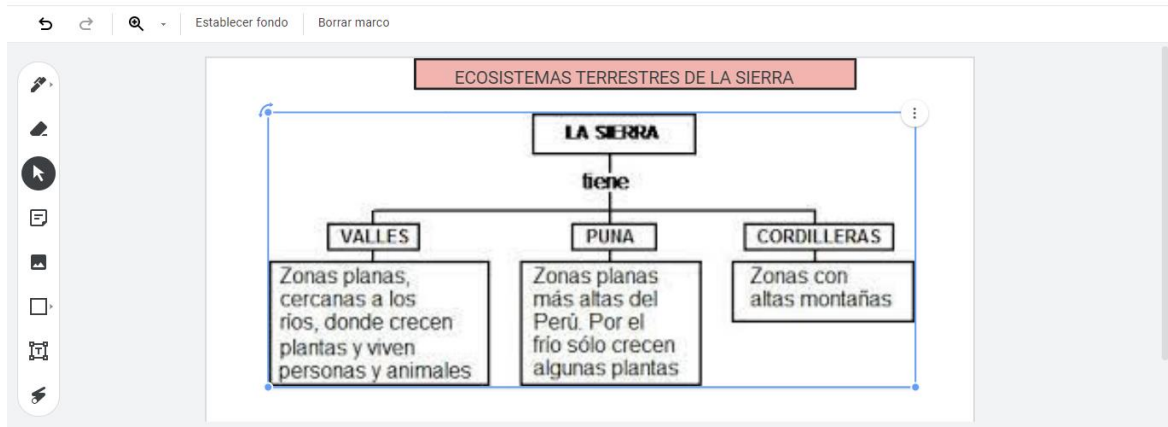 Establecer fondo Borrar marco
ECOSISTEMAS TERRESTRES DE LA SIERRA
LA SIERRA
tiene
VALLES
PUNA
CORDILLERAS
Zonas planas,
cercanas a los
ríos, donde crecen
plantas y viven
personas y animales
Zonas planas
más altas del
Perú. Por el
frío sólo crecen
algunas plantas
Zonas con
altas montañas